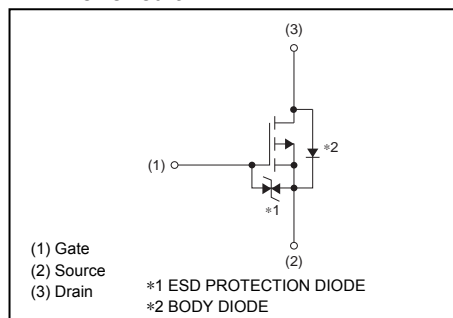 (3)
*2
(1)
*1
(2)
(1) Gate
(2) Source
(3) Drain
*1 ESD PROTECTION DIODE
*2 BODY DIODE